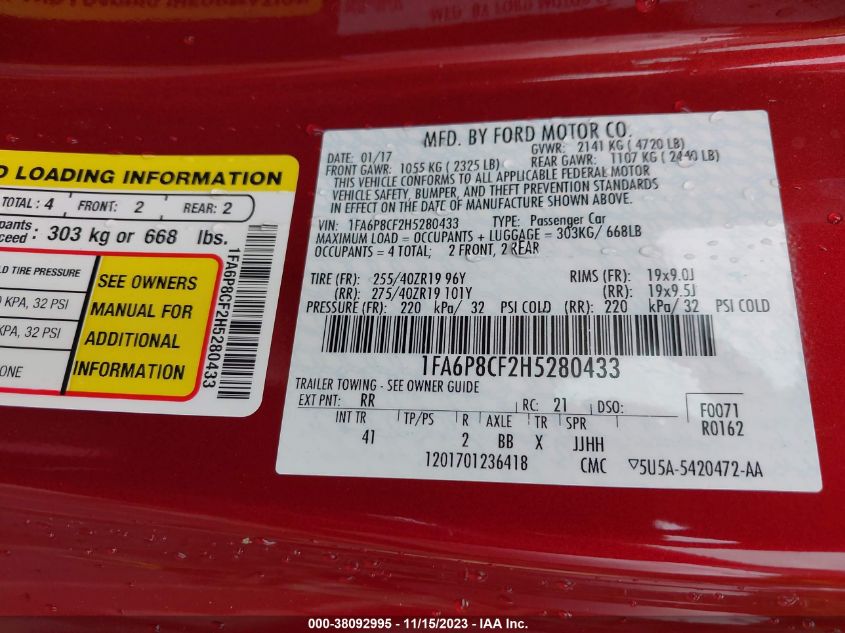 D LOADING INFORMATION
TOTAL: 4 FRONT: 2 REAR: 2
pants
ceed: 303 kg or 668 lbs.
TIRE PRESSURE
KPA, 32 PSI
KPA, 32 PSI
ONE
SEE OWNERS
MANUAL FOR
ADDITIONAL
INFORMATION
1FA6P8CF2H5280433
MFD. BY FORD MOTOR CO.
DATE: 01/17 GVWR: 2141 KG ( 4720 LB)
FRONT GAWR: 1055 KG ( 2325 LB) REAR GAWR: 1107 KG ( 2440 LB)
THIS VEHICLE CONFORMS TO ALL APPLICABLE FEDERAL MOTOR
VEHICLE SAFETY, BUMPER, AND THEFT PREVENTION STANDARDS
IN EFFECT ON THE DATE OF MANUFACTURE SHOWN ABOVE.
VIN: 1FA6P8CF2H5280433 TYPE: Passenger Car
MAXIMUM LOAD = OCCUPANTS + LUGGAGE = 303KG/ 668LB
OCCUPANTS = 4 TOTAL; 2 FRONT, 2 REAR
TIRE (FR): 255/40ZR19 96Y RIMS (FR): 19x9.0J
(RR): 275/40ZR19 101Y (RR): 19x9.5J
PRESSURE (FR): 220 kPa/ 32 PSI COLD (RR): 220 kPa/ 32 PSI COLD
1FA6P8CF2H5280433
TRAILER TOWING - SEE OWNER GUIDE
EXT PNT: RR RC: 21 DSO: F0071
R0162
INT TR TP/PS R AXLE TR SPR
41 2 BB X JJHH
1201701236418 CMC ▽5U5A-5420472-AA
000-38092995 - 11/15/2023 - IAA Inc.